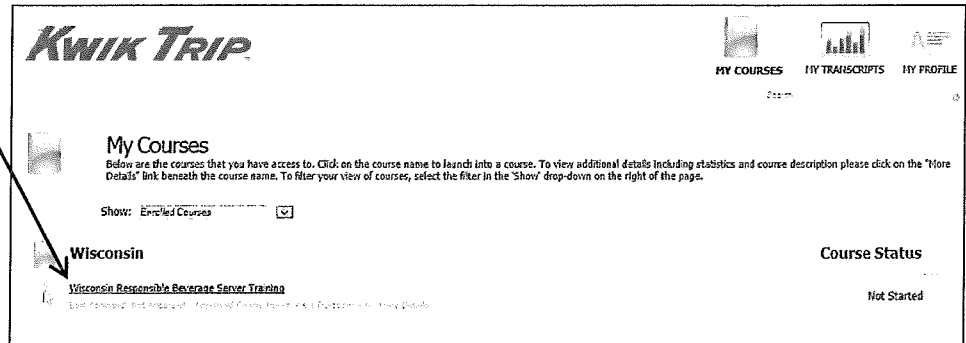 KWIK TRIP
MY COURSES MY TRANSCRIPTS MY PROFILE
Search
My Courses
Below are the courses that you have access to. Click on the course name to launch into a course. To view additional details including statistics and course description please click on the "More
Details" link beneath the course name. To filter your view of courses, select the filter in the 'Show' drop-down on the right of the page.
Show: Enrolled Courses
Wisconsin Course Status
Wisconsin Responsible Beverage Server Training
Not Started